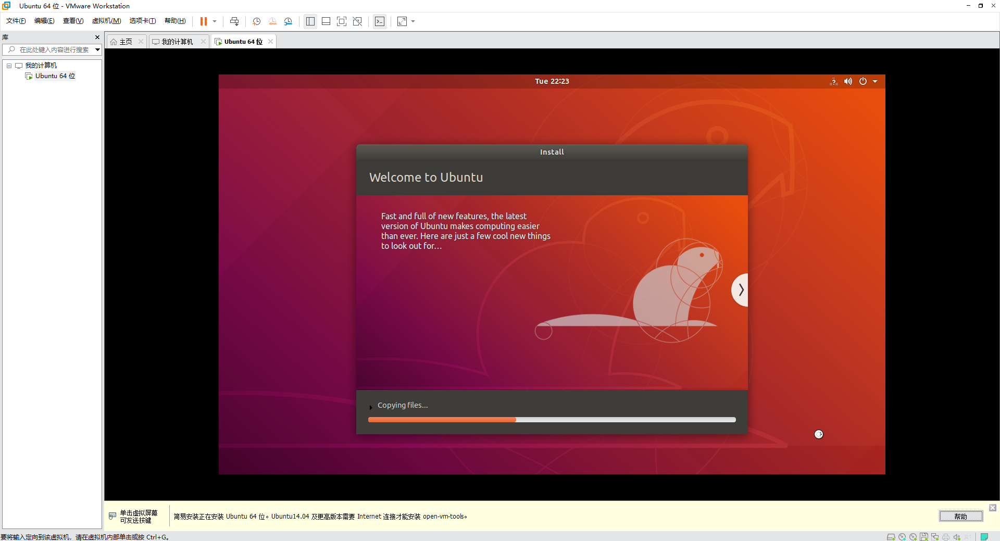 Ubuntu 64 位 - VMware Workstation
文件(F) 编辑(E) 查看(V) 虚拟机(M) 选项卡(T) 帮助(H)
库
在此处键入内容进行搜索
我的计算机
Ubuntu 64 位
主页 我的计算机 Ubuntu 64 位
Tue 22:23
Install
Welcome to Ubuntu
Fast and full of new features, the latest
version of Ubuntu makes computing easier
than ever. Here are just a few cool new things
to look out for…
Copying files…
单击虚拟屏幕
可发送按键
简易安装正在安装 Ubuntu 64 位。Ubuntu14.04 及更高版本需要 Internet 连接才能安装 open-vm-tools。
帮助
要将输入定向到该虚拟机，请在虚拟机内部单击或按 Ctrl+G。